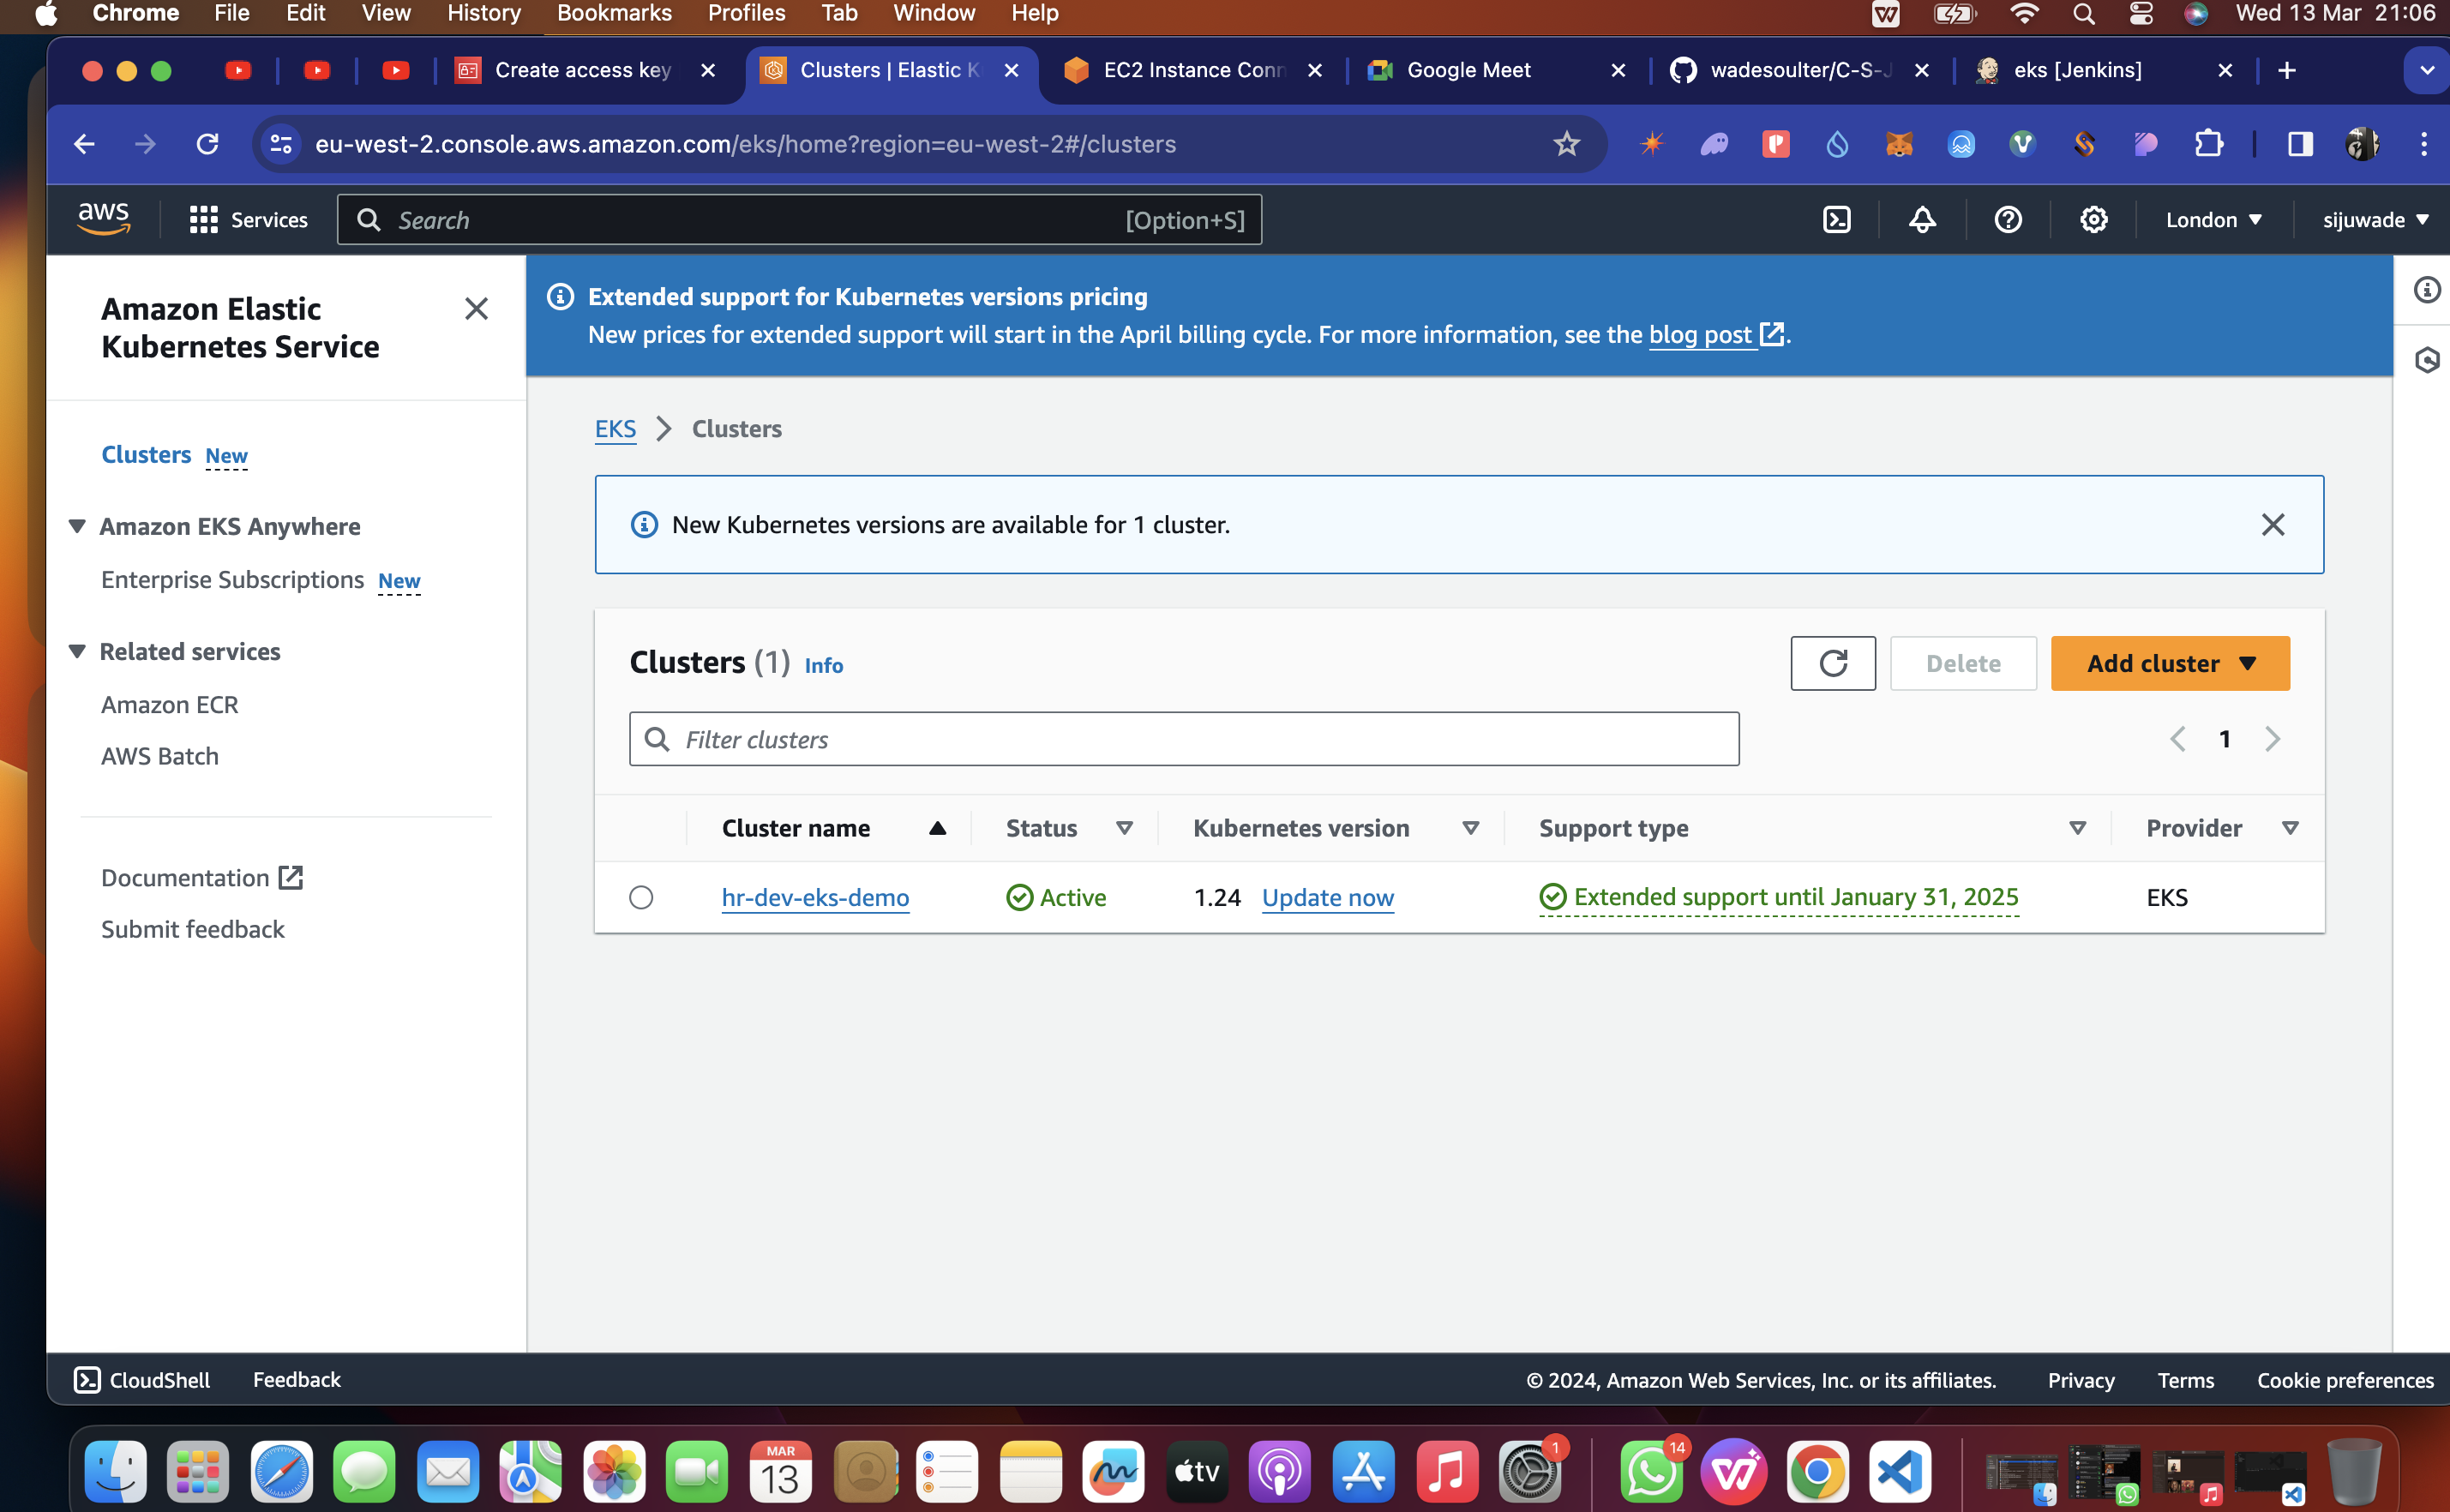 Chrome File Edit View History Bookmarks Profiles Tab Window Help Wed 13 Mar 21:06
Create access key Clusters | Elastic K EC2 Instance Conn Google Meet wadesoulter/C-S-J eks [Jenkins]
eu-west-2.console.aws.amazon.com/eks/home?region=eu-west-2#/clusters
aws Services Search [Option+S] London sijuwade
Amazon Elastic
Kubernetes Service
Clusters New
Amazon EKS Anywhere
Enterprise Subscriptions New
Related services
Amazon ECR
AWS Batch
Documentation
Submit feedback
Extended support for Kubernetes versions pricing
New prices for extended support will start in the April billing cycle. For more information, see the blog post.
EKS Clusters
New Kubernetes versions are available for 1 cluster.
Clusters (1) Info Delete Add cluster
Filter clusters 1
Cluster name Status Kubernetes version Support type Provider
hr-dev-eks-demo Active 1.24 Update now Extended support until January 31, 2025 EKS
CloudShell Feedback © 2024, Amazon Web Services, Inc. or its affiliates. Privacy Terms Cookie preferences
MAR
13
tv
1
14